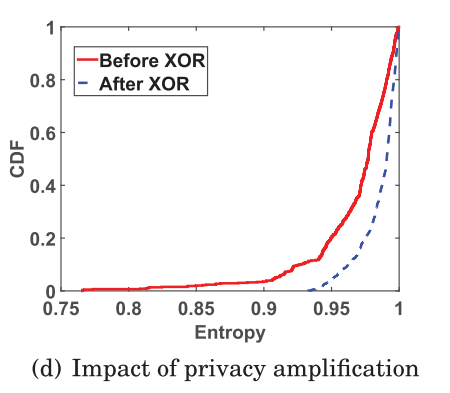 1
0.8
0.6
0.4
0.2
0
CDF
Before XOR
After XOR
0.75 0.8 0.85 0.9 0.95 1
Entropy
(d) Impact of privacy amplification